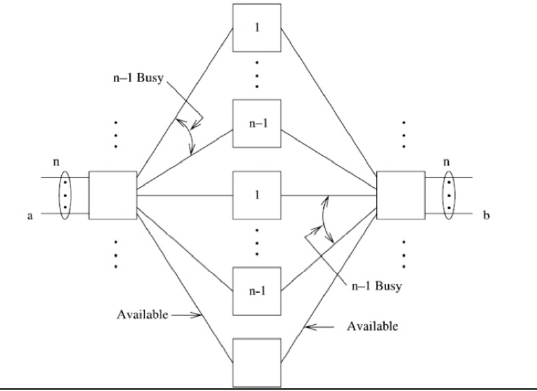 1
n–1 Busy
n–1
n
n
1
a
b
n-1
n–1 Busy
Available
Available